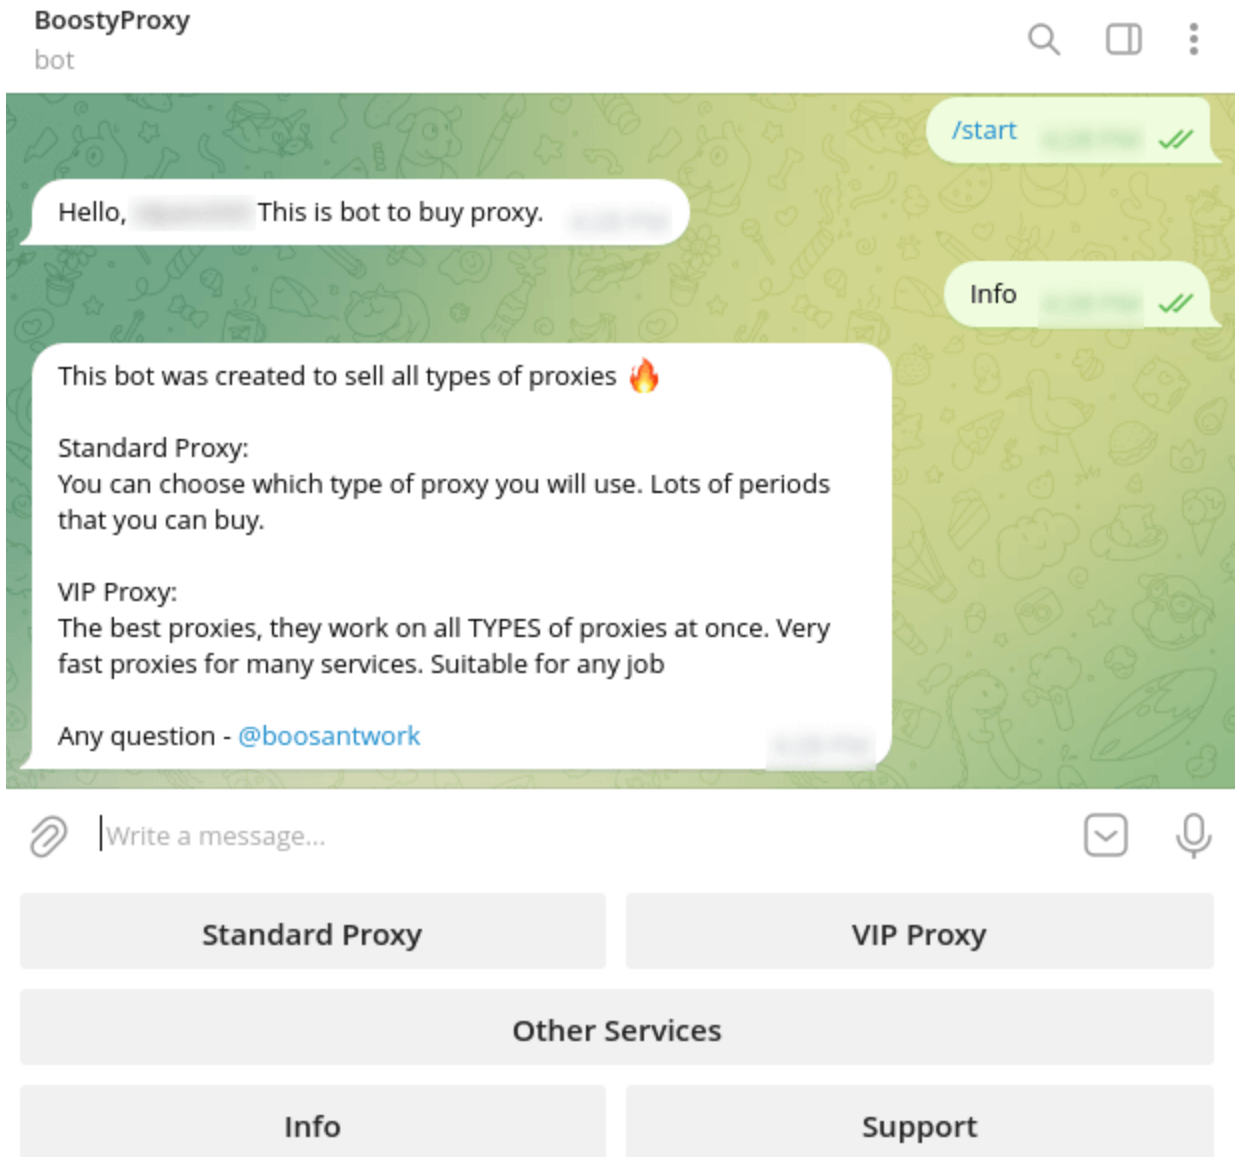 BoostyProxy
bot
/start
Hello, This is bot to buy proxy.
Info
This bot was created to sell all types of proxies 🔥
Standard Proxy:
You can choose which type of proxy you will use. Lots of periods
that you can buy.
VIP Proxy:
The best proxies, they work on all TYPES of proxies at once. Very
fast proxies for many services. Suitable for any job
Any question - @boosantwork
Write a message...
Standard Proxy
VIP Proxy
Other Services
Info
Support